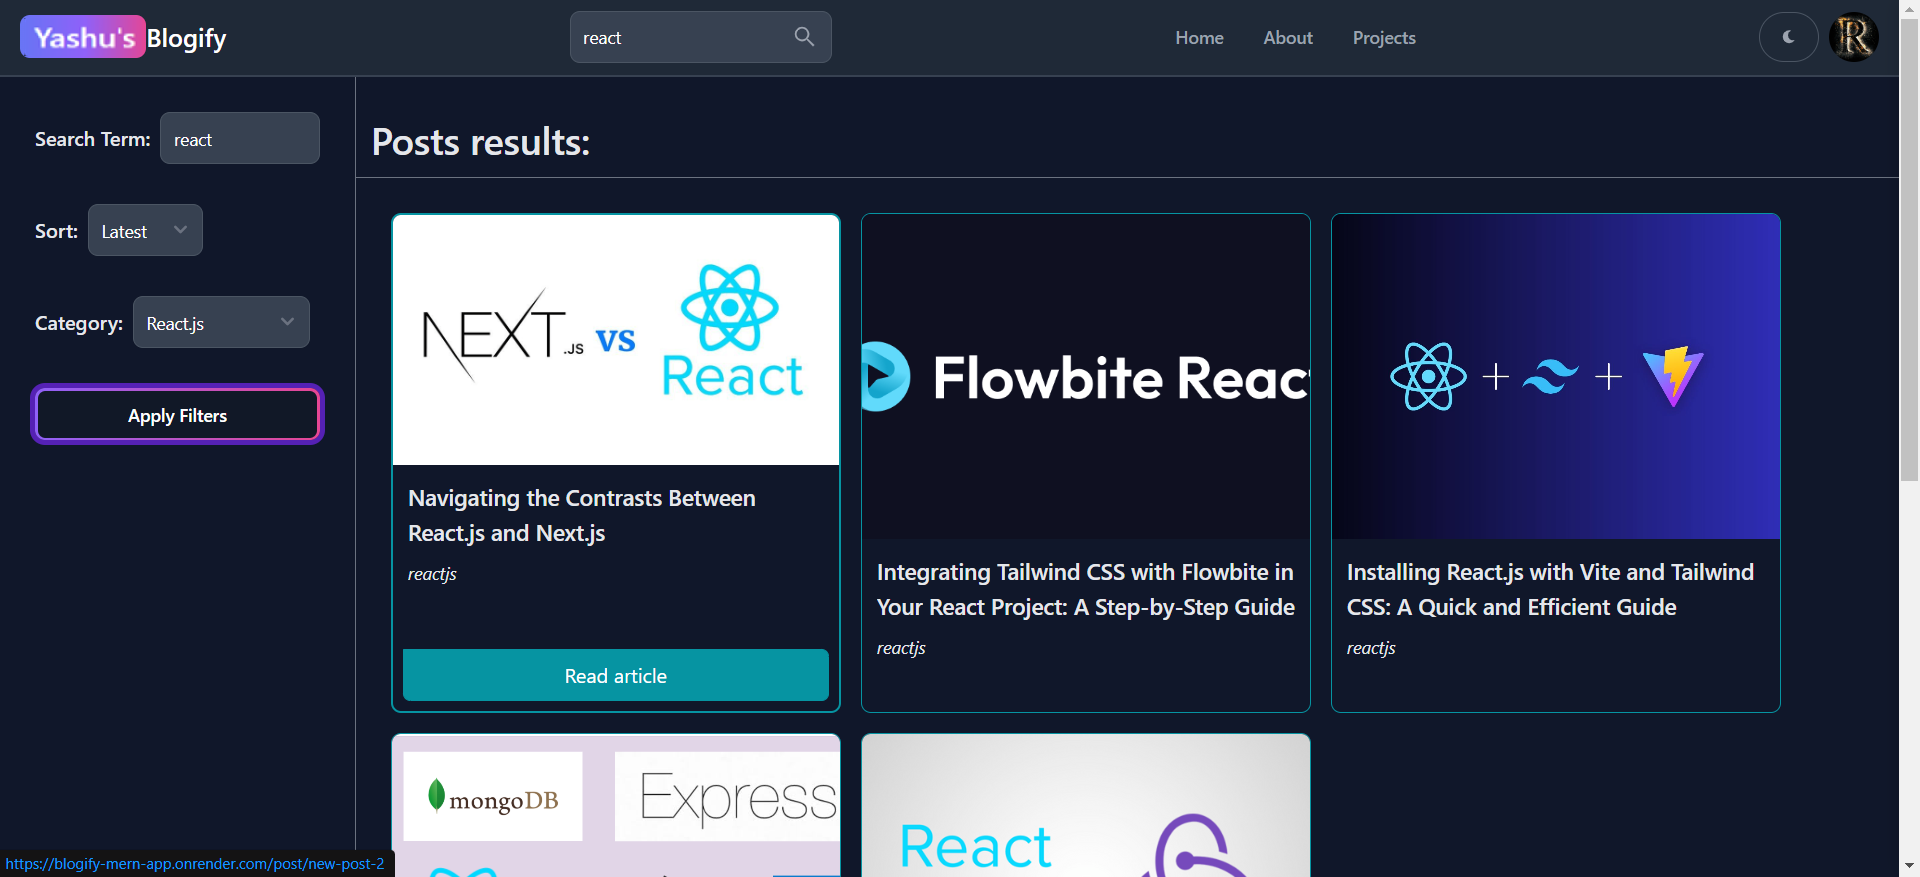 Yashu's Blogify
react
Home
About
Projects
Search Term:
react
Sort:
Latest
Category:
React.js
Apply Filters
Posts results:
NEXT.JS vs React
Navigating the Contrasts Between
React.js and Next.js
reactjs
Read article
Flowbite Reac
Integrating Tailwind CSS with Flowbite in
Your React Project: A Step-by-Step Guide
reactjs
Installing React.js with Vite and Tailwind
CSS: A Quick and Efficient Guide
reactjs
mongoDB
Express
React
https://blogify-mern-app.onrender.com/post/new-post-2